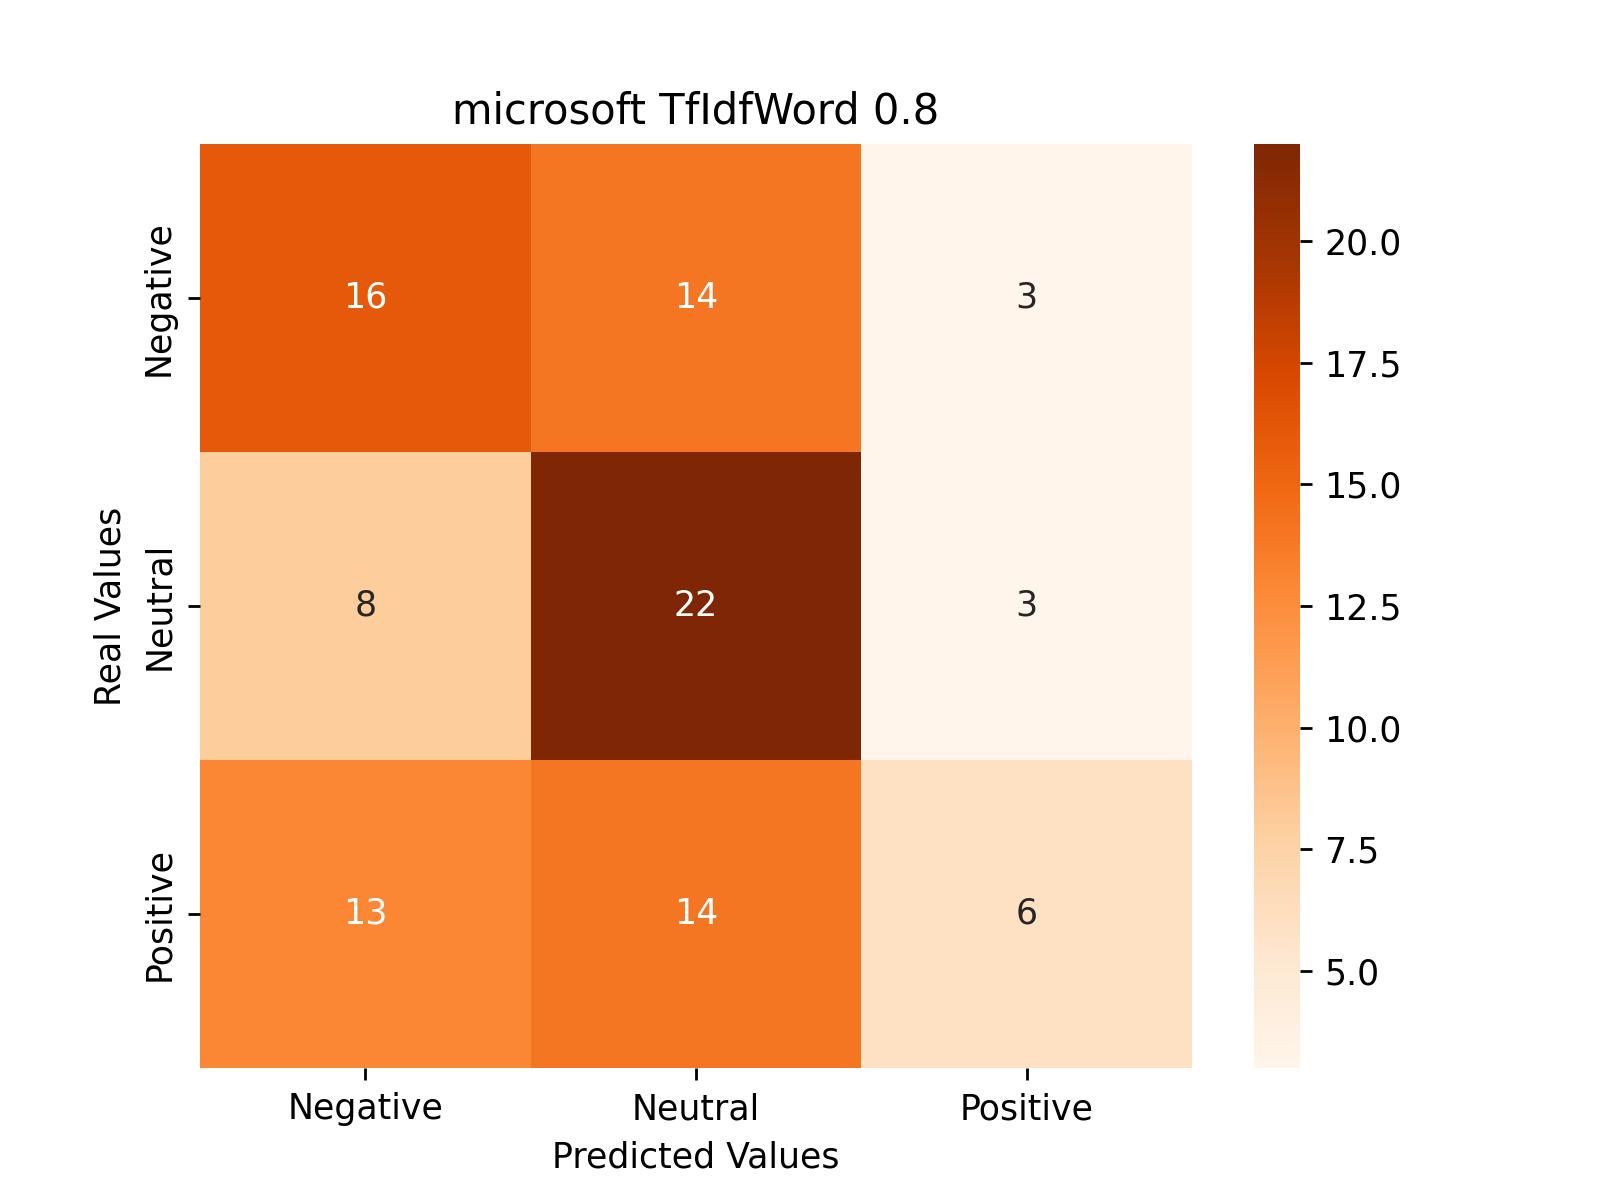 microsoft TfIdfWord 0.8
Real Values
Negative
Neutral
Positive
16 14 3
8 22 3
13 14 6
Negative Neutral Positive
Predicted Values
20.0
17.5
15.0
12.5
10.0
7.5
5.0